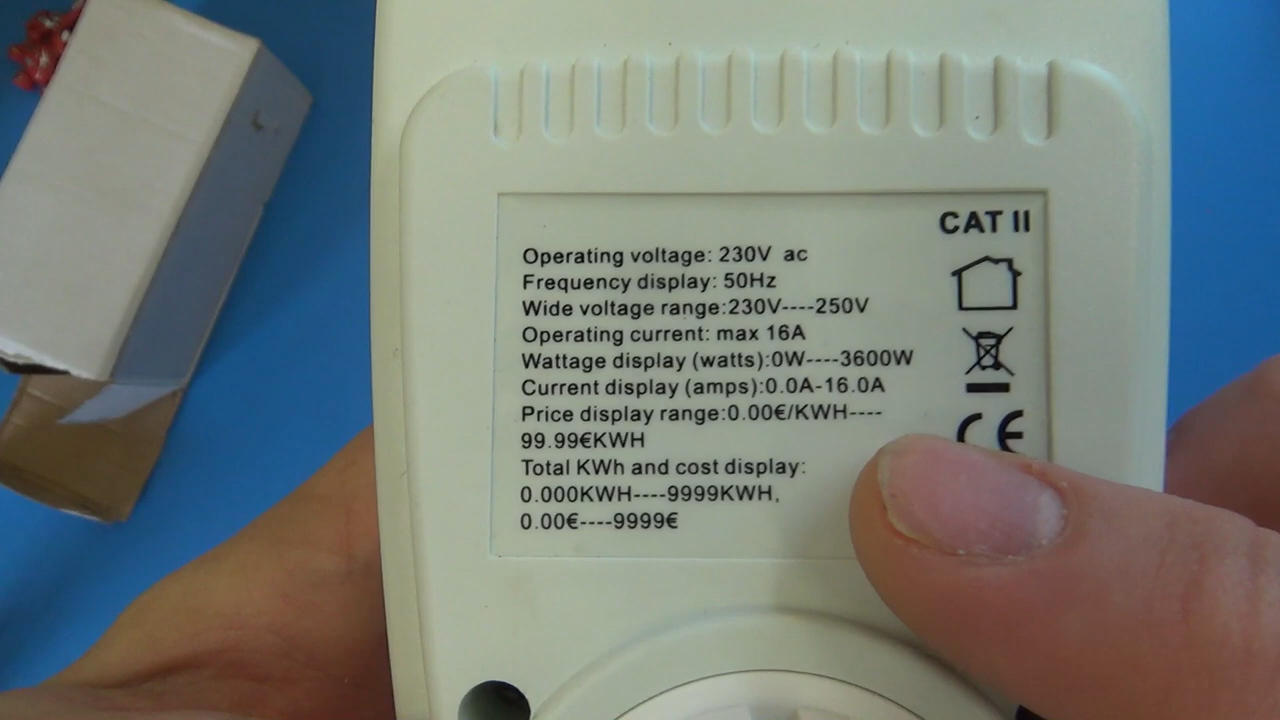 CAT II
Operating voltage: 230V ac
Frequency display: 50Hz
Wide voltage range:230V----250V
Operating current: max 16A
Wattage display (watts):0W----3600W
Current display (amps):0.0A-16.0A
Price display range:0.00€/KWH----
99.99€KWH
CE
Total KWh and cost display:
0.000KWH----9999KWH,
0.00€----9999€